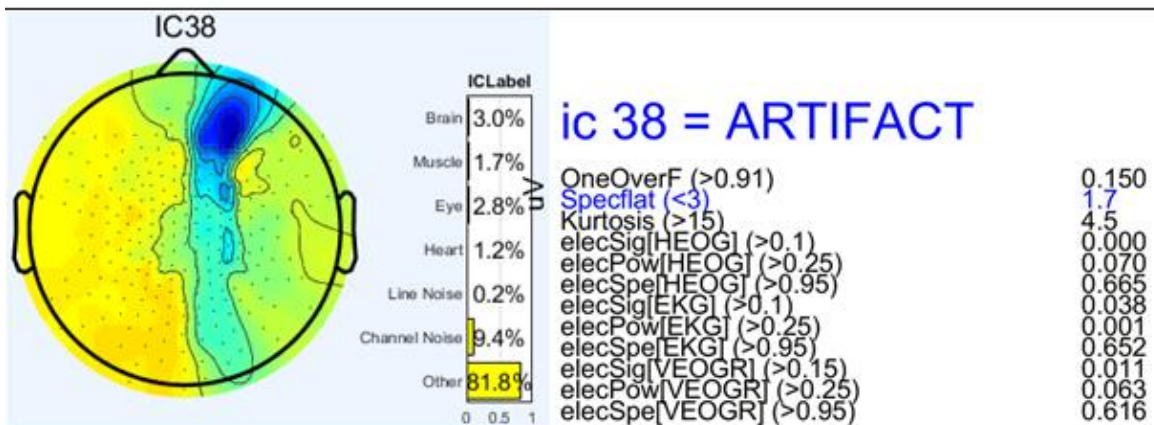 IC38
ICLabel
Brain 3.0%
Muscle 1.7%
Eye 2.8%
Heart 1.2%
Line Noise 0.2%
Channel Noise 9.4%
Other 81.8%
0 0.5 1
uV
ic 38 = ARTIFACT
OneOverF (>0.91) 0.150
Specflat (<3) 1.7
Kurtosis (>15) 4.5
elecSig[HEOG] (>0.1) 0.000
elecPow[HEOG] (>0.25) 0.070
elecSpe[HEOG] (>0.95) 0.665
elecSig[EKG] (>0.1) 0.038
elecPow[EKG] (>0.25) 0.001
elecSpe[EKG] (>0.95) 0.652
elecSig[VEOGR] (>0.15) 0.011
elecPow[VEOGR] (>0.25) 0.063
elecSpe[VEOGR] (>0.95) 0.616